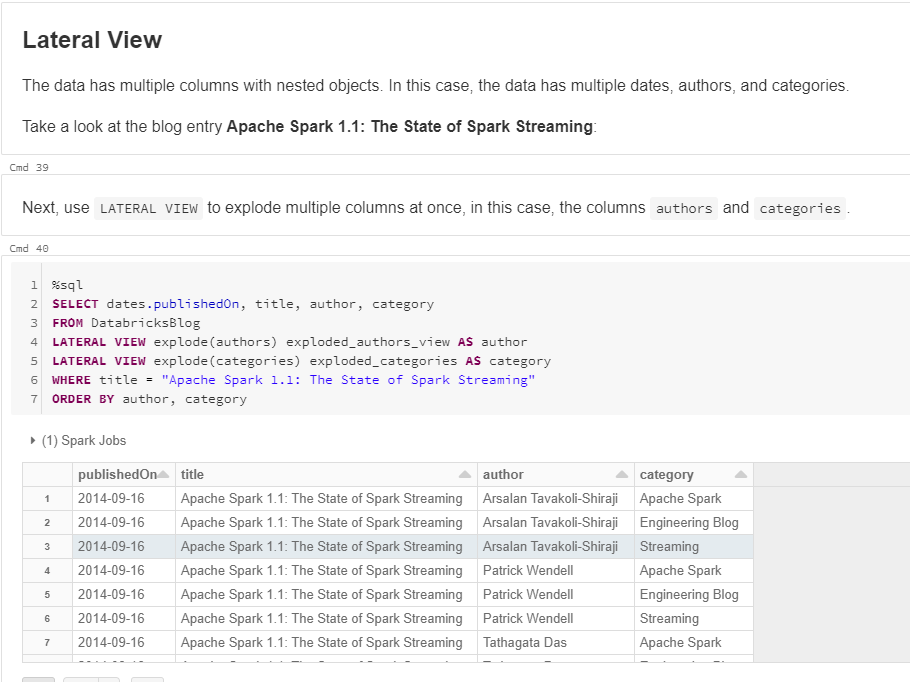 Lateral View
The data has multiple columns with nested objects. In this case, the data has multiple dates, authors, and categories.
Take a look at the blog entry Apache Spark 1.1: The State of Spark Streaming:
Cmd 39
Next, use LATERAL VIEW to explode multiple columns at once, in this case, the columns authors and categories .
Cmd 40
1 %sql
2 SELECT dates.publishedOn, title, author, category
3 FROM DatabricksBlog
4 LATERAL VIEW explode(authors) exploded_authors_view AS author
5 LATERAL VIEW explode(categories) exploded_categories AS category
6 WHERE title = "Apache Spark 1.1: The State of Spark Streaming"
7 ORDER BY author, category
(1) Spark Jobs
publishedOn title author category
1 2014-09-16 Apache Spark 1.1: The State of Spark Streaming Arsalan Tavakoli-Shiraji Apache Spark
2 2014-09-16 Apache Spark 1.1: The State of Spark Streaming Arsalan Tavakoli-Shiraji Engineering Blog
3 2014-09-16 Apache Spark 1.1: The State of Spark Streaming Arsalan Tavakoli-Shiraji Streaming
4 2014-09-16 Apache Spark 1.1: The State of Spark Streaming Patrick Wendell Apache Spark
5 2014-09-16 Apache Spark 1.1: The State of Spark Streaming Patrick Wendell Engineering Blog
6 2014-09-16 Apache Spark 1.1: The State of Spark Streaming Patrick Wendell Streaming
7 2014-09-16 Apache Spark 1.1: The State of Spark Streaming Tathagata Das Apache Spark